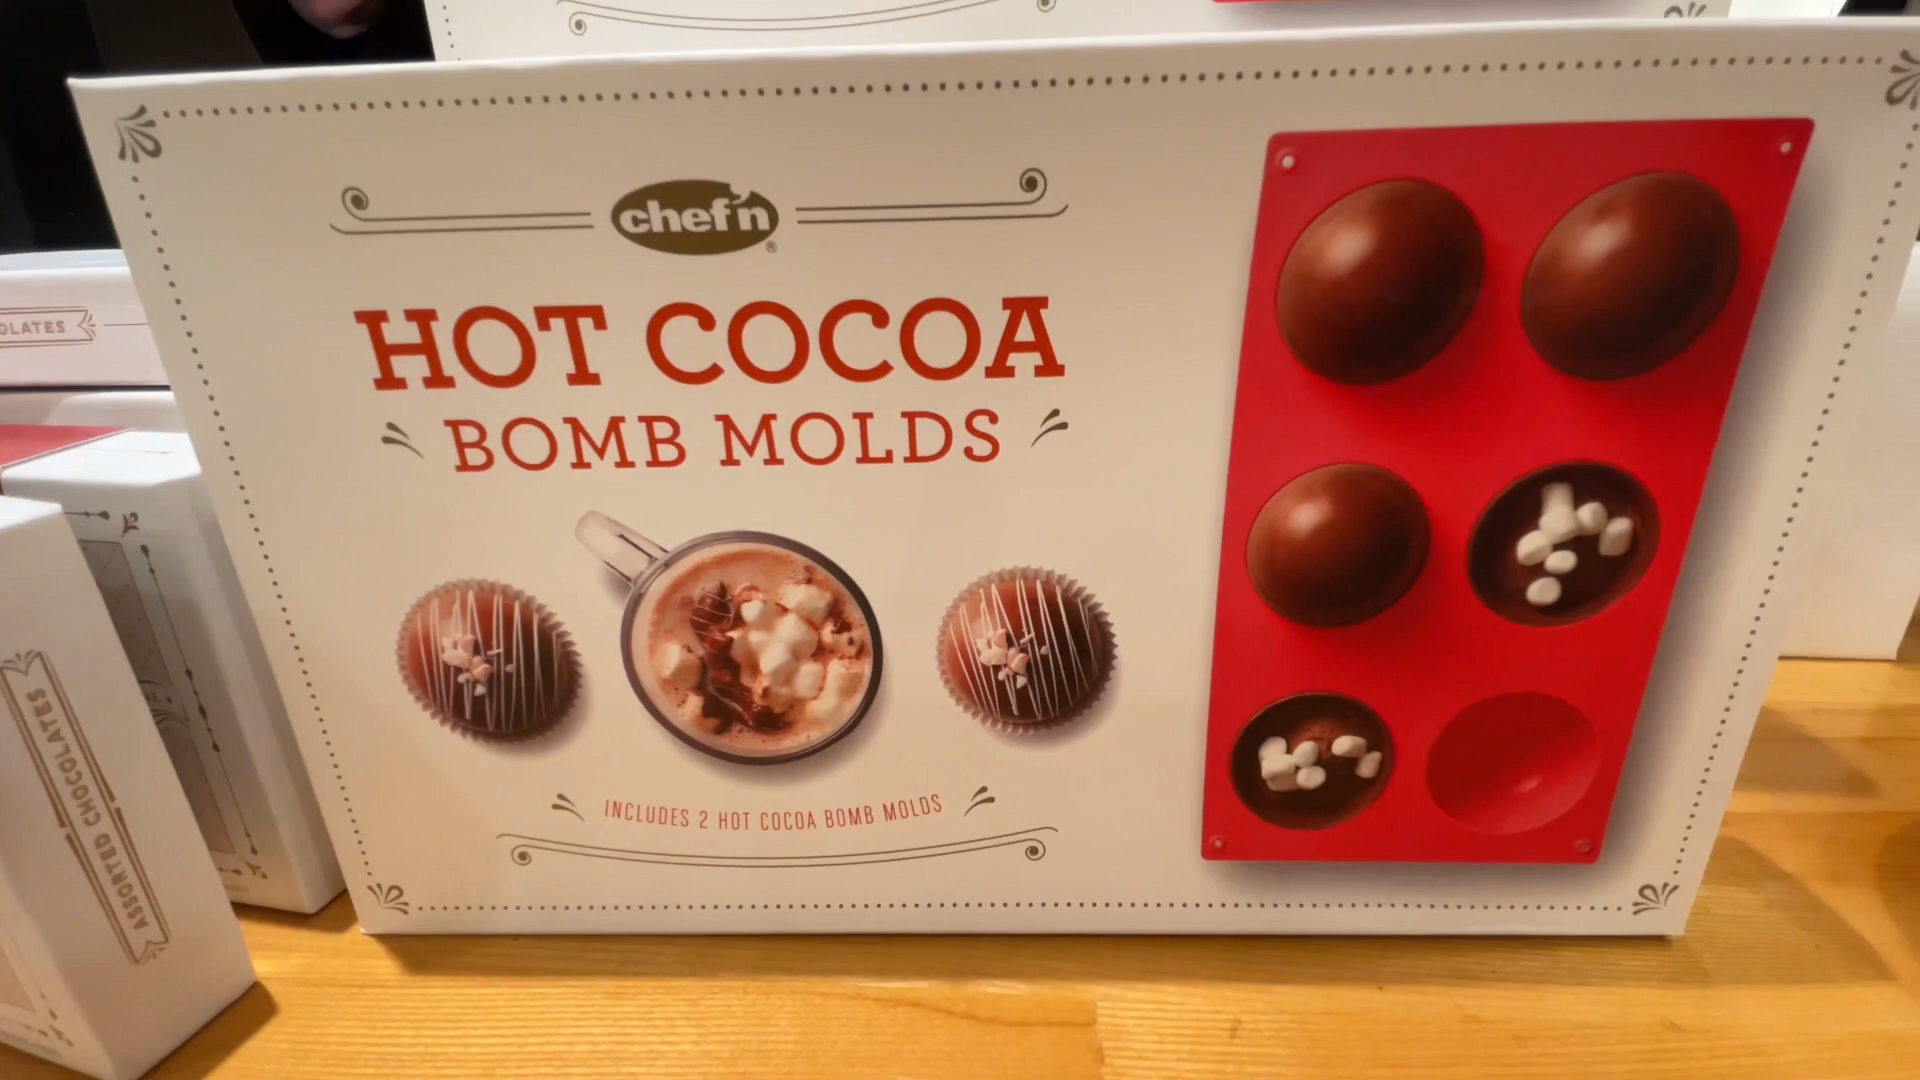 chef'n®
HOT COCOA
BOMB MOLDS
INCLUDES 2 HOT COCOA BOMB MOLDS
OLATES
ASSORTED CHOCOLATES